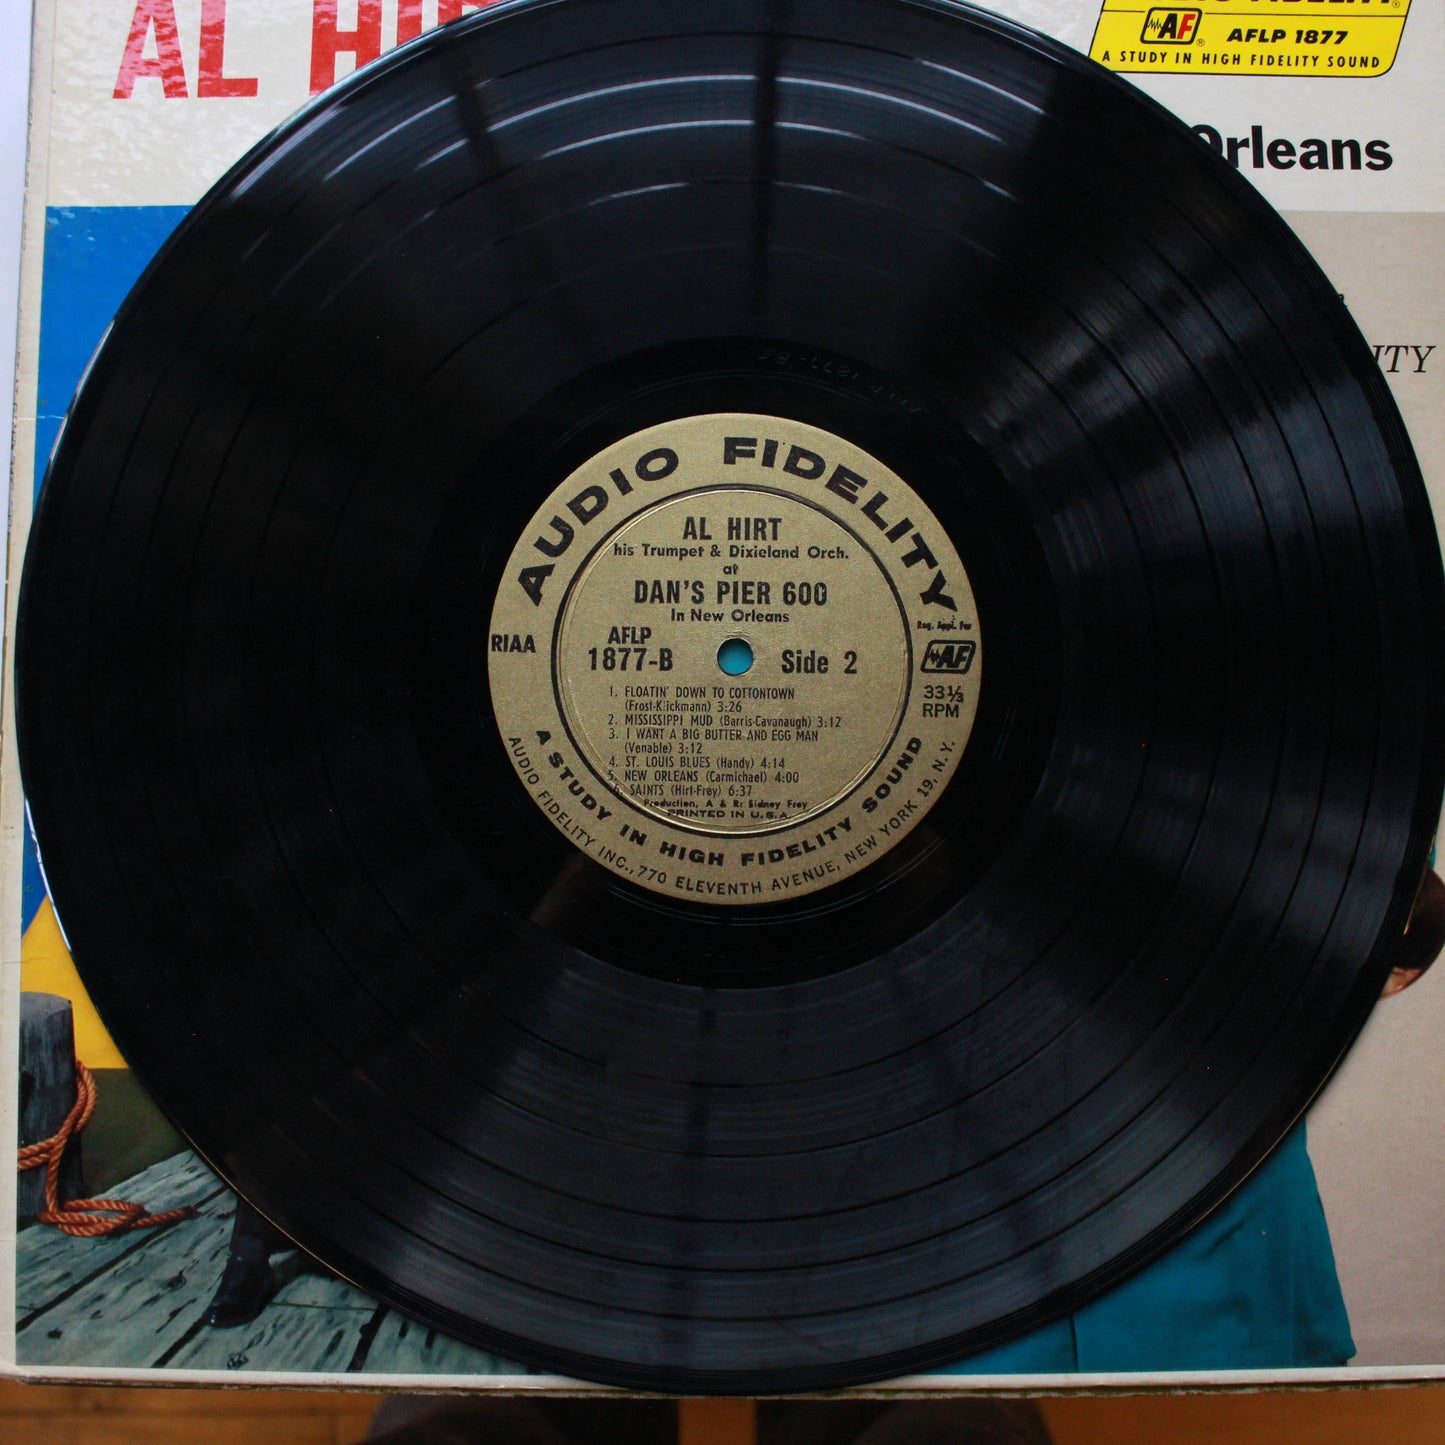 AL HI
AF ®
AFLP 1877
A STUDY IN HIGH FIDELITY SOUND
Orleans
ITY
AUDIO FIDELITY
AL HIRT
his Trumpet & Dixieland Orch.
at
DAN'S PIER 600
In New Orleans
Reg. Appl. For
RIAA
AFLP
1877-B
Side 2
AF
33⅓
RPM
1. FLOATIN' DOWN TO COTTONTOWN
(Frost-Klickmann) 3:26
2. MISSISSIPPI MUD (Barris-Cavanaugh) 3:12
3. I WANT A BIG BUTTER AND EGG MAN
(Venable) 3:12
4. ST. LOUIS BLUES (Handy) 4:14
5. NEW ORLEANS (Carmichael) 4:00
6. SAINTS (Hirt-Frey) 6:37
Production, A & R: Sidney Frey
PRINTED IN U.S.A.
A STUDY IN HIGH FIDELITY SOUND
AUDIO FIDELITY INC., 770 ELEVENTH AVENUE, NEW YORK 19, N.Y.